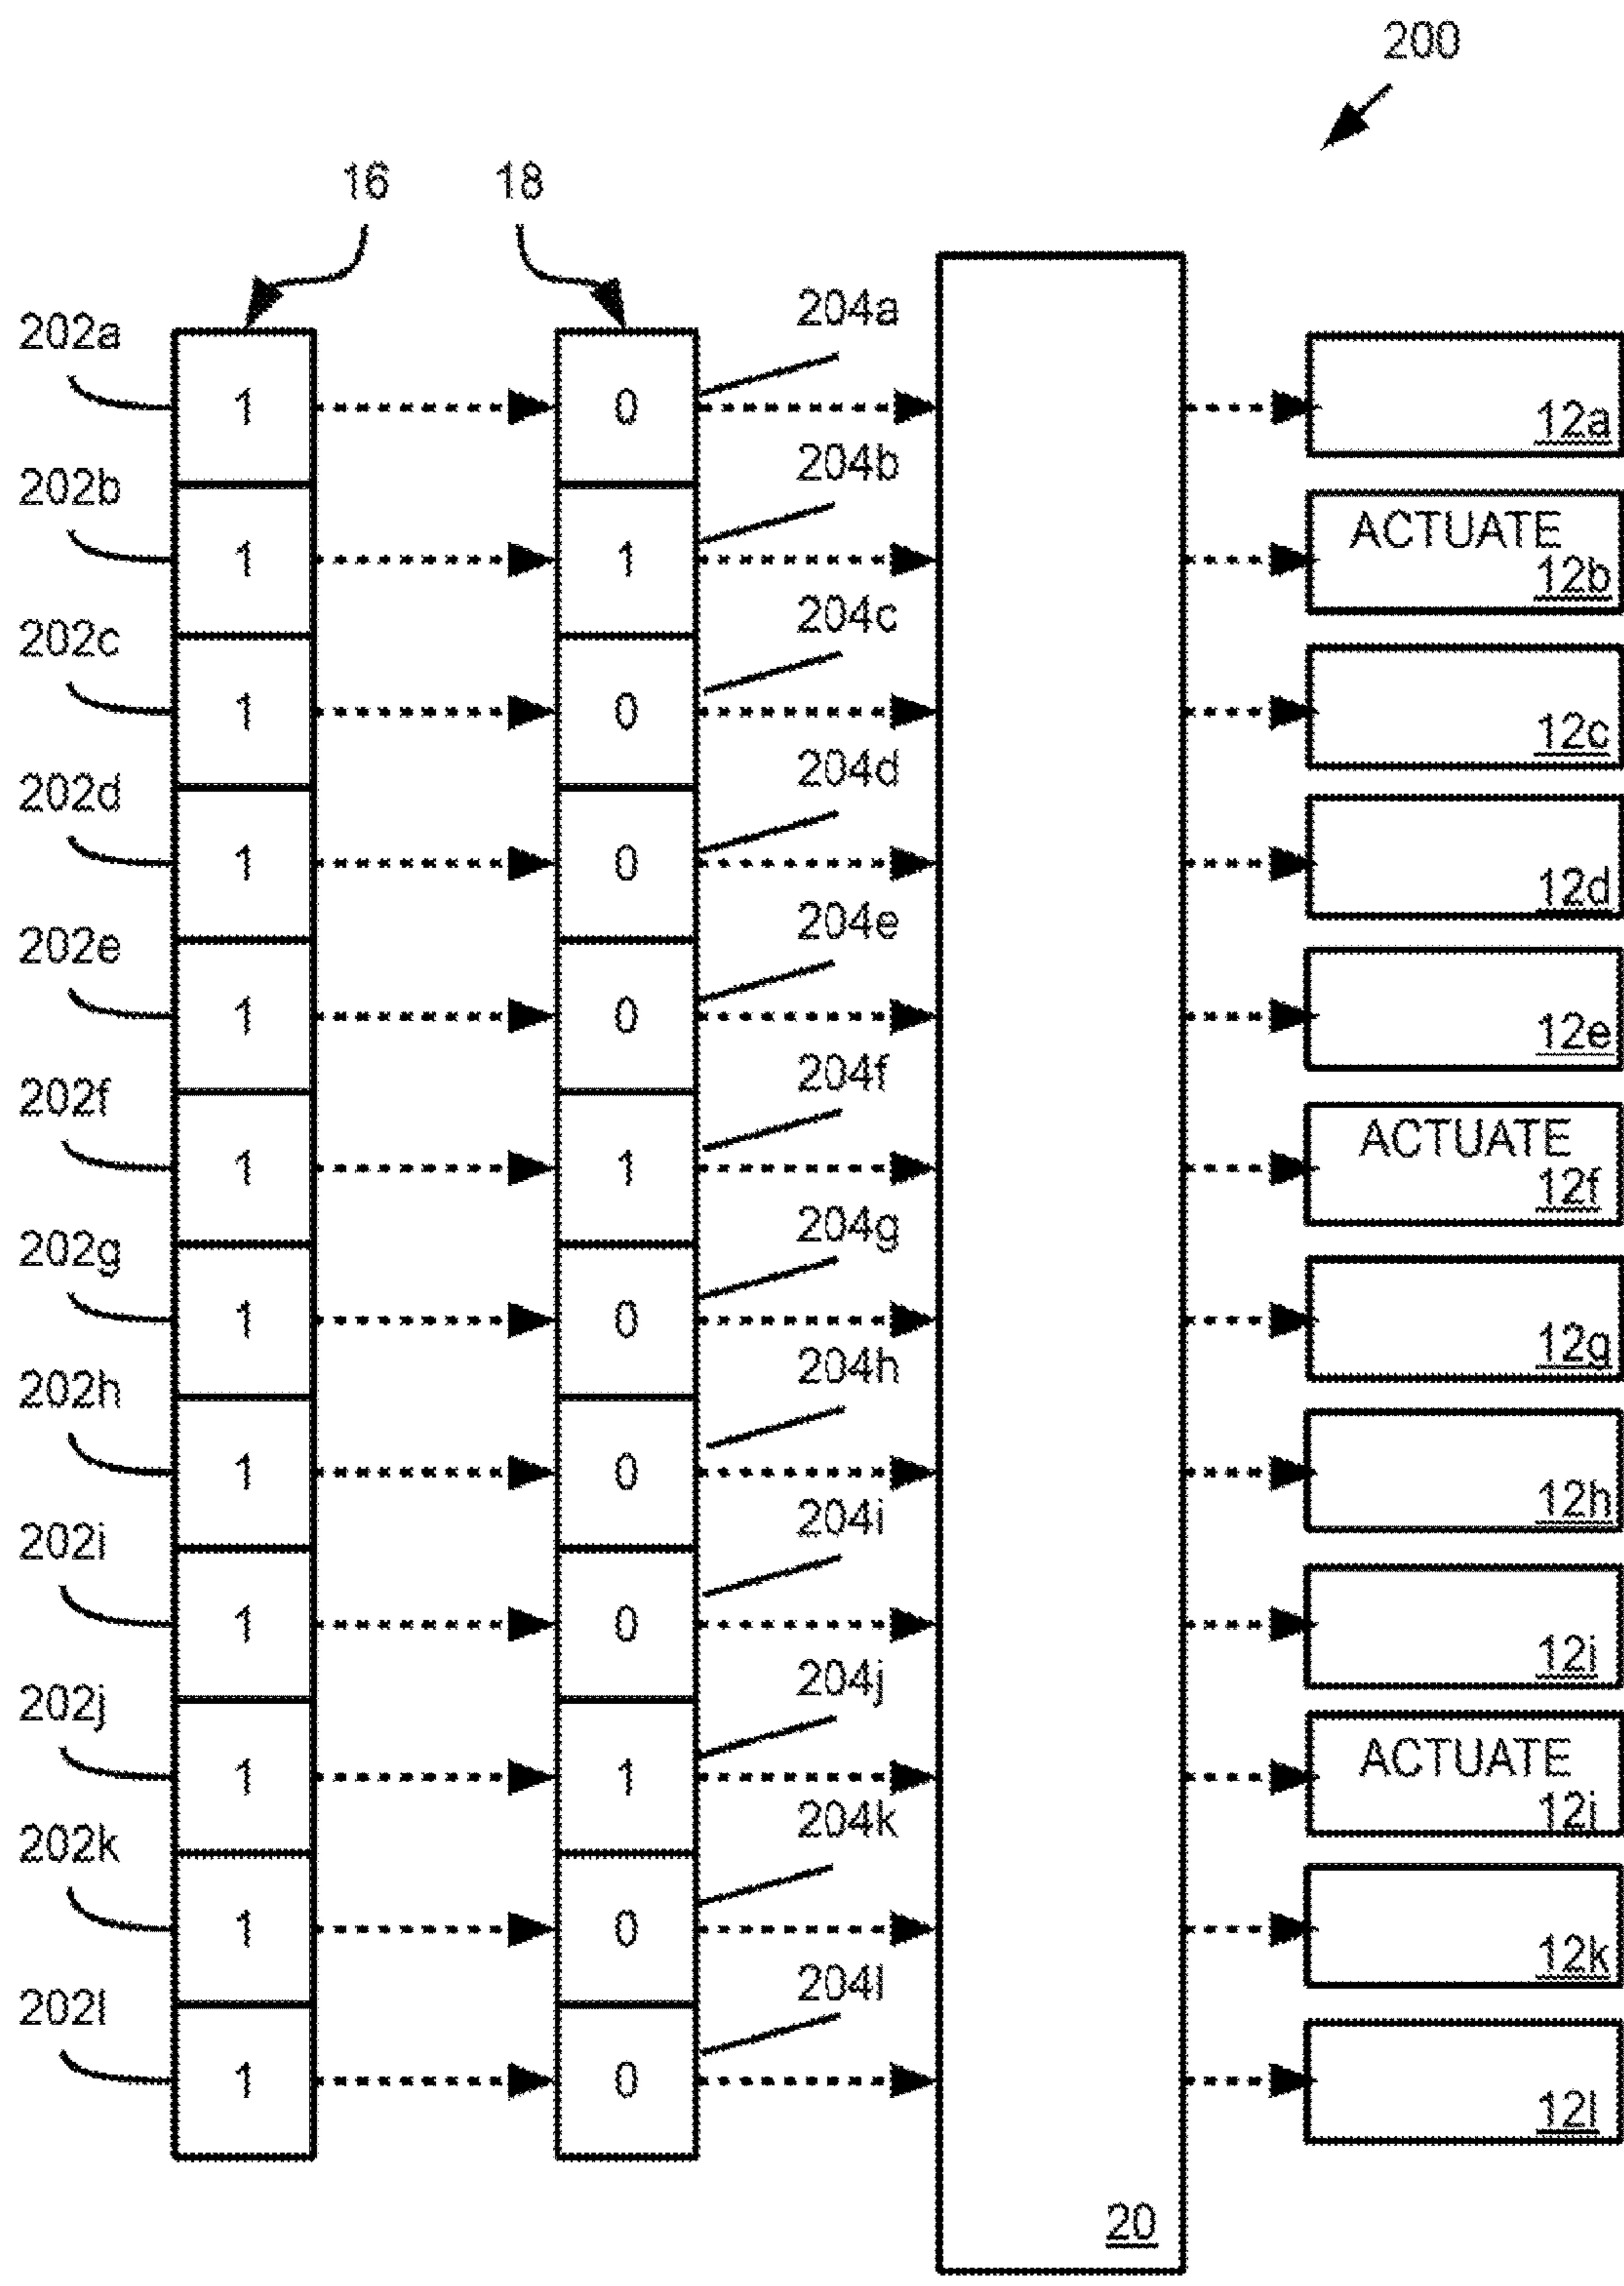 200
16 18
202a 1 0 204a 12a
202b 1 1 204b ACTUATE 12b
202c 1 0 204c 12c
202d 1 0 204d 12d
202e 1 0 204e 12e
202f 1 1 204f ACTUATE 12f
202g 1 0 204g 12g
202h 1 0 204h 12h
202i 1 0 204i 12i
202j 1 1 204j ACTUATE 12j
202k 1 0 204k 12k
202l 1 0 204l 12l
20